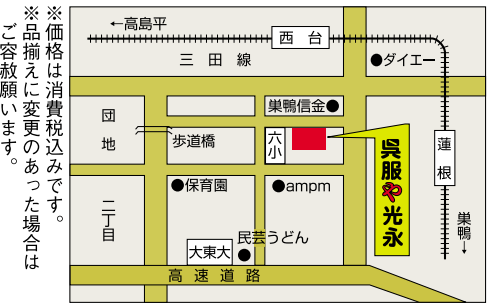 ※価格は消費税込みです。
※品揃えに変更のあった場合は
ご容赦願います。
←高島平
西台
三田線
●ダイエー
巣鴨信金●
団地
歩道橋
六小
蓮根
呉服や光永
●保育園
●ampm
巣鴨→
二丁目
民芸うどん
大東大
高速道路